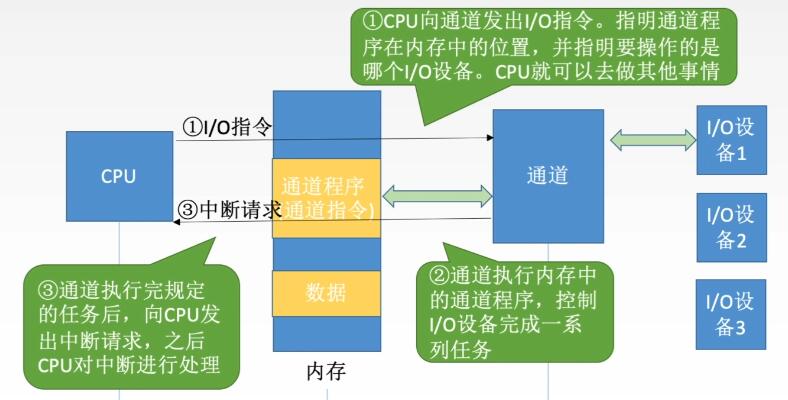 ①CPU向通道发出I/O指令。指明通道程
序在内存中的位置，并指明要操作的是
哪个I/O设备。CPU就可以去做其他事情
①I/O指令
CPU
通道程序
(通道指令)
③中断请求
通道
I/O设
备1
I/O设
备2
I/O设
备3
数据
内存
③通道执行完规定
的任务后，向CPU发
出中断请求，之后
CPU对中断进行处理
②通道执行内存中
的通道程序，控制
I/O设备完成一系
列任务